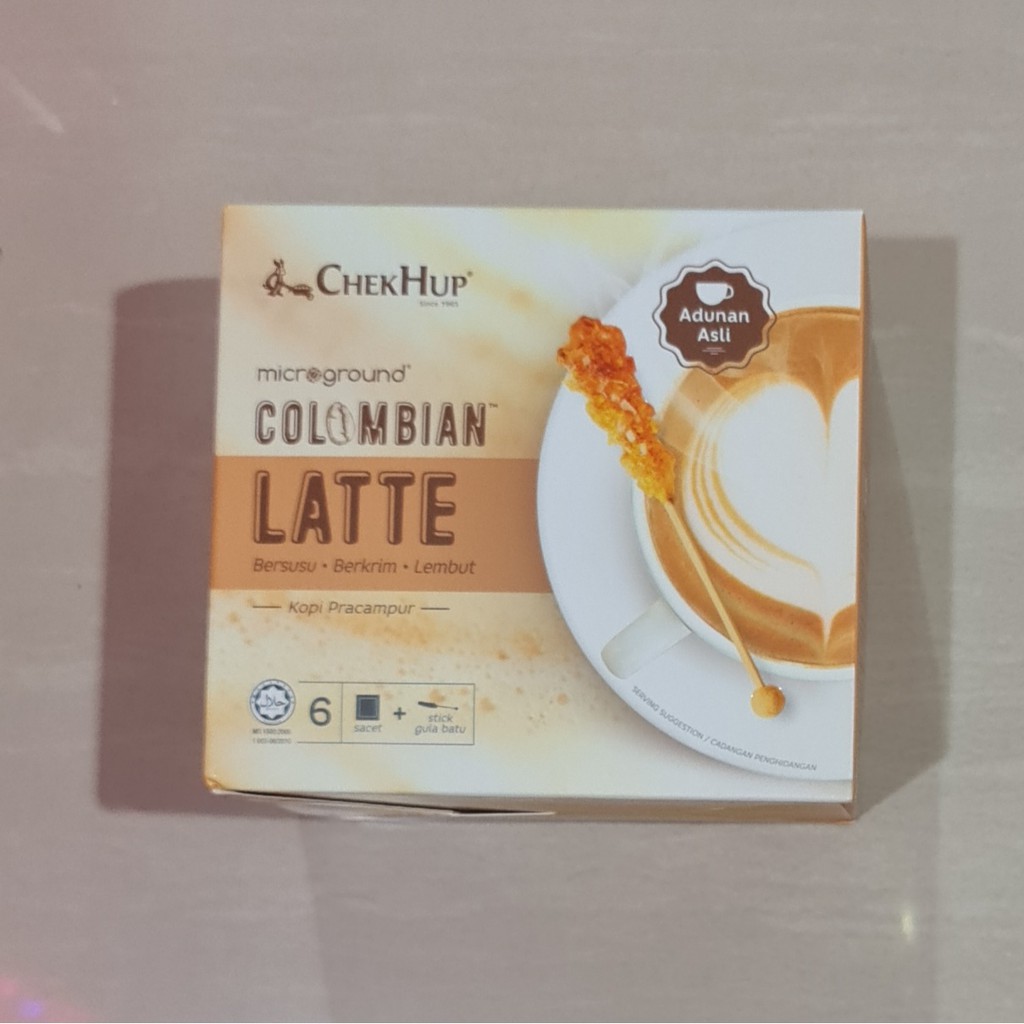 CHEKHUP®
Since 1965
Adunan
Asli
microground®
COLOMBIAN™
LATTE
Bersusu • Berkrim • Lembut
Kopi Pracampur
6
sacet
+
stick
gula batu
SERVING SUGGESTION / CADANGAN PENGHIDANGAN